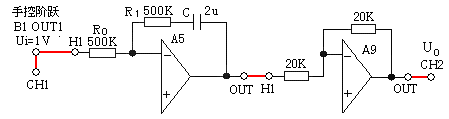 手控阶跃
B1 OUT1
Ui=1V
H1
R0
500K
CH1
R1 500K
C 2u
A5
OUT
H1
20K
20K
A9
OUT
U0
CH2